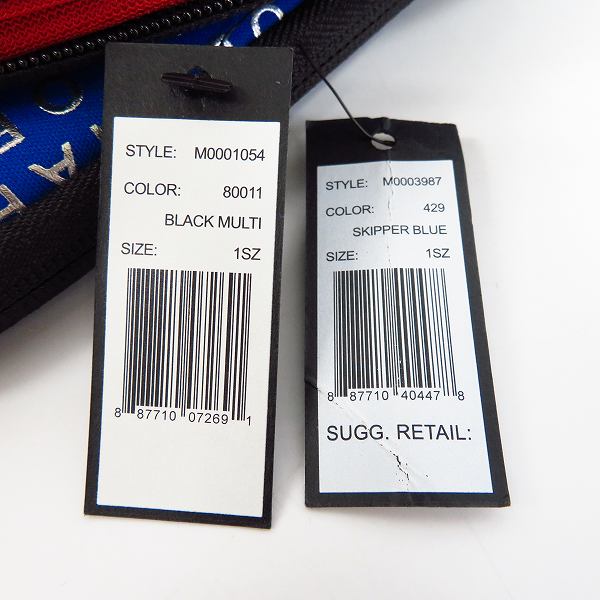 STYLE: M0001054
COLOR: 80011
BLACK MULTI
SIZE: 1SZ
8 87710 07269 1
STYLE: M0003987
COLOR: 429
SKIPPER BLUE
SIZE: 1SZ
8 87710 40447 8
SUGG. RETAIL: